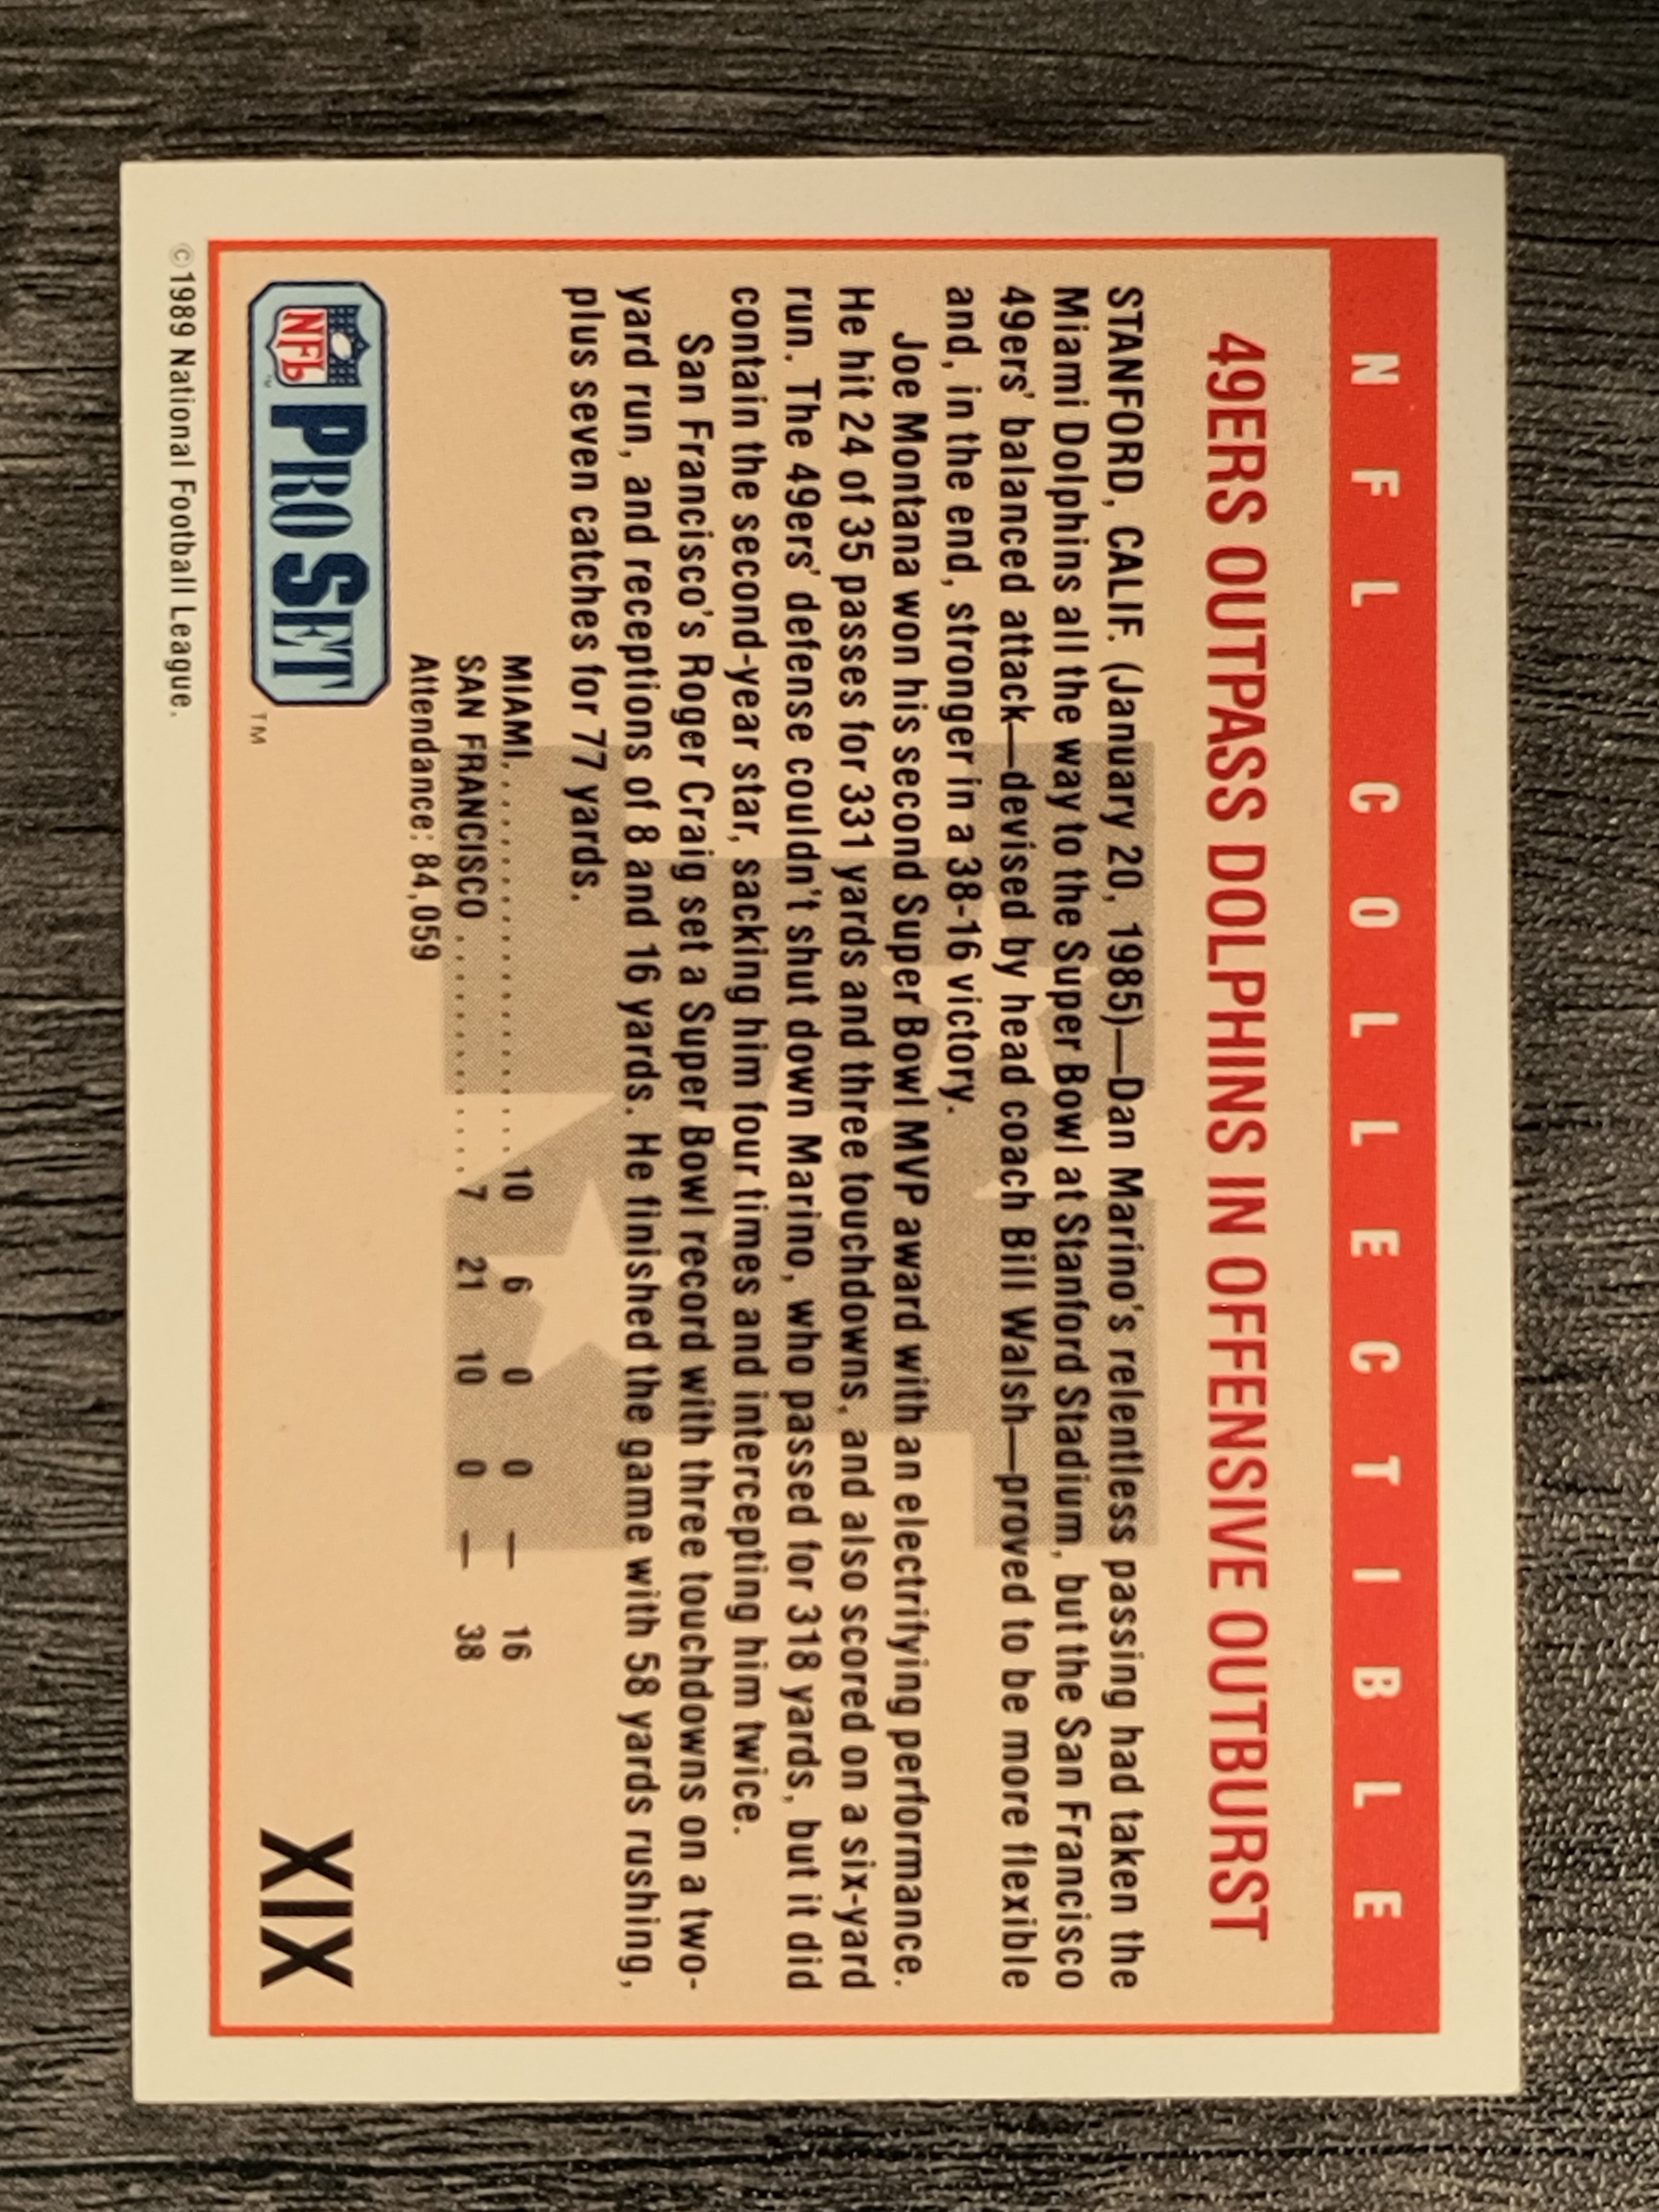 NFL COLLECTIBLE
49ERS OUTPASS DOLPHINS IN OFFENSIVE OUTBURST
STANFORD, CALIF. (January 20, 1985)—Dan Marino's relentless passing had taken the
Miami Dolphins all the way to the Super Bowl at Stanford Stadium, but the San Francisco
49ers' balanced attack—devised by head coach Bill Walsh—proved to be more flexible
and, in the end, stronger in a 38-16 victory.
Joe Montana won his second Super Bowl MVP award with an electrifying performance.
He hit 24 of 35 passes for 331 yards and three touchdowns, and also scored on a six-yard
run. The 49ers' defense couldn't shut down Marino, who passed for 318 yards, but it did
contain the second-year star, sacking him four times and intercepting him twice.
San Francisco's Roger Craig set a Super Bowl record with three touchdowns on a two-
yard run, and receptions of 8 and 16 yards. He finished the game with 58 yards rushing,
plus seven catches for 77 yards.
MIAMI. . . . . . . . . . . . . . . . . . . . 10 6 0 0 — 16
SAN FRANCISCO . . . . . . . . . . . . 7 21 10 0 — 38
Attendance: 84,059
NFL PRO SET ™
XIX
©1989 National Football League.